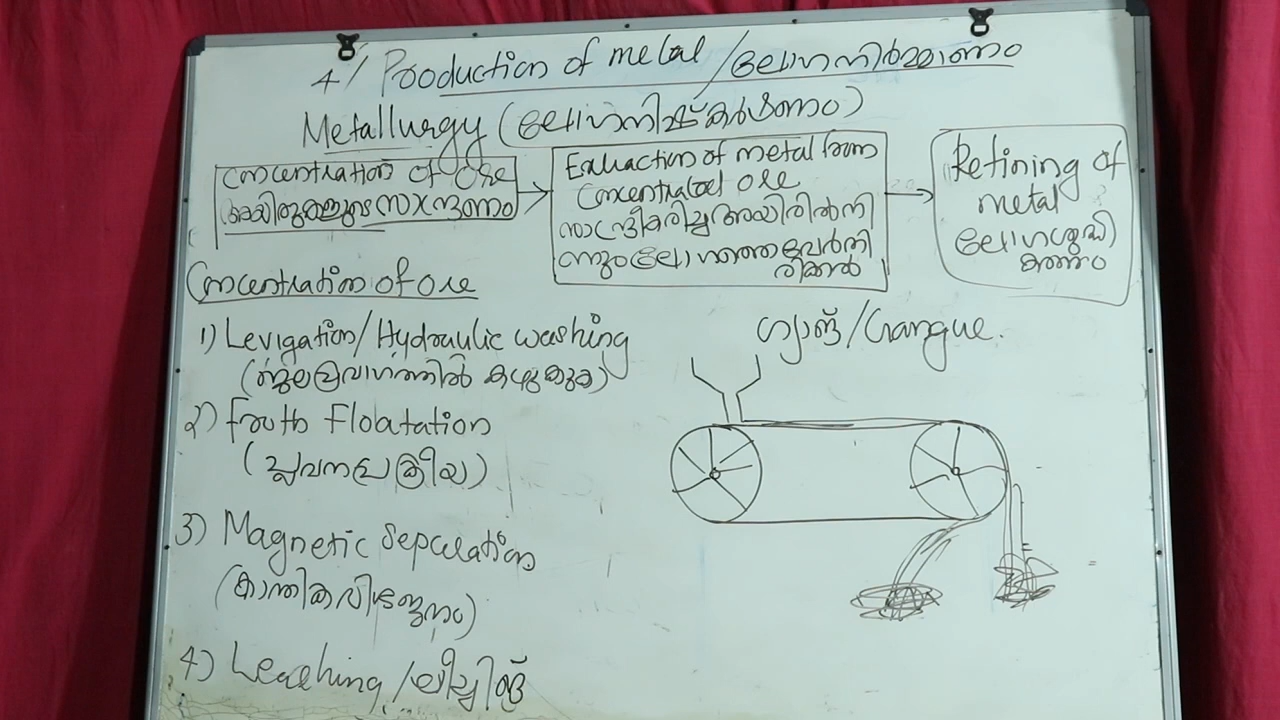 4) Production of metal/ലോഹനിർമ്മാണം
Metallurgy (ലോഹനിഷ്കർഷണം)
Concentration of Ore
അയിരുകളുടെ സാന്ദ്രണം
Extraction of metal from
Concentrated ore
സാന്ദ്രീകരിച്ച അയിരിൽനി
ന്നും ലോഹത്തെ വേർതി
രിക്കൽ
Refining of
metal
ലോഹശുദ്ധി
കരണം
Concentration of Ore
1) Levigation/Hydraulic washing
(ജലപ്രവാഹത്തിൽ കഴുകുക)
ഗാങ്/Gangue.
2) Froth Floatation
(പ്ലവനപ്രക്രിയ)
3) Magnetic Separation
(കാന്തികവിഭജനം)
4) Leaching/ലീച്ചിങ്